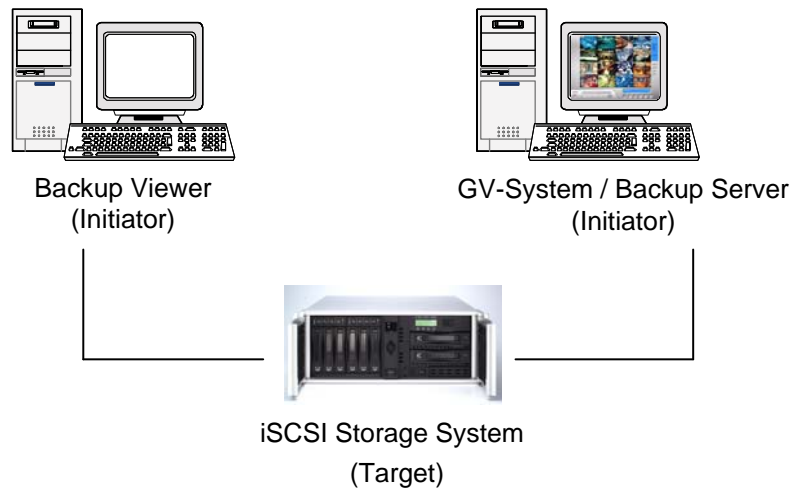 Backup Viewer
(Initiator)
GV-System / Backup Server
(Initiator)
iSCSI Storage System
(Target)